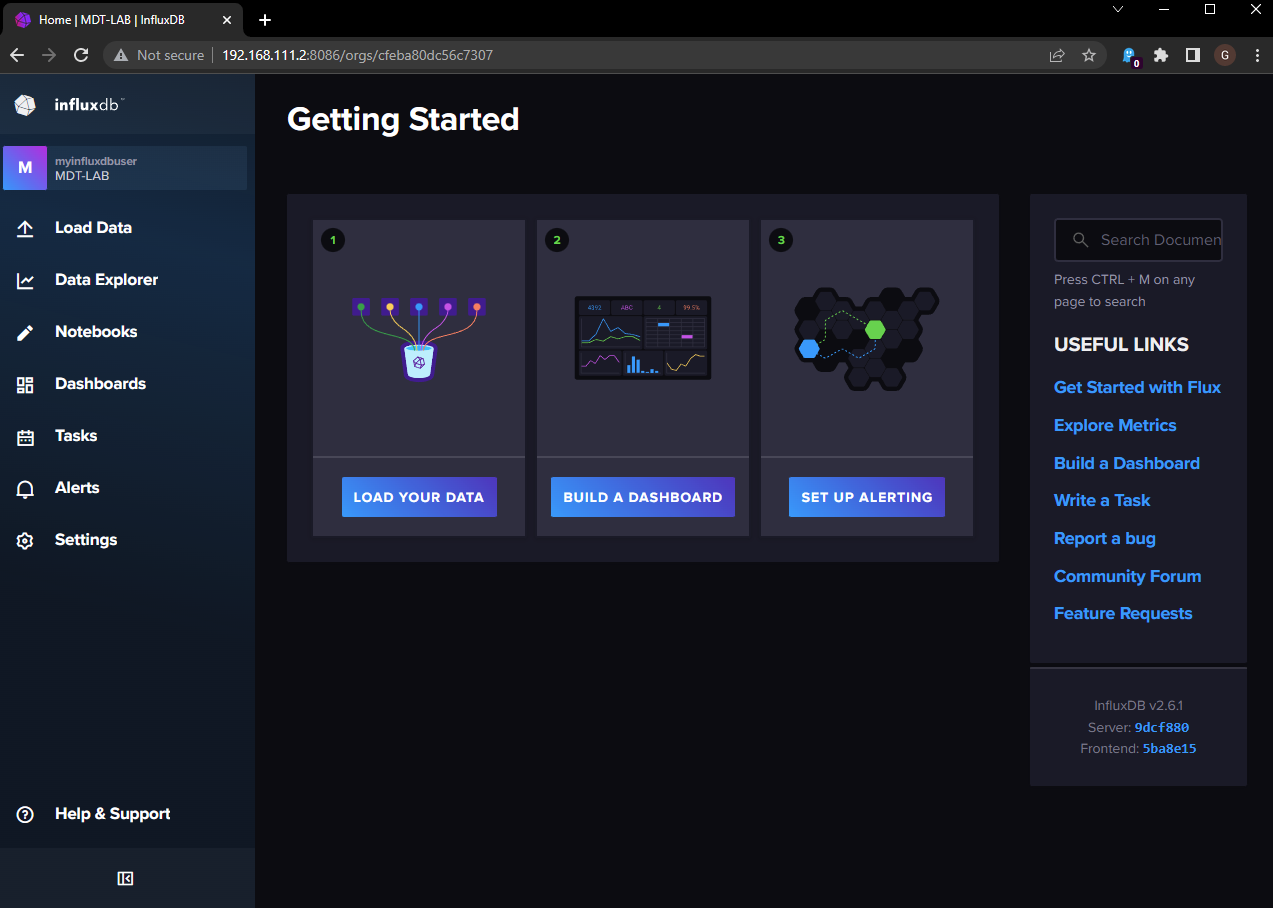 Home | MDT-LAB | InfluxDB
Not secure
192.168.111.2:8086/orgs/cfeba80dc56c7307
0
G
influxdb™
M
myinfluxdbuser
MDT-LAB
Load Data
Data Explorer
Notebooks
Dashboards
Tasks
Alerts
Settings
Help & Support
Getting Started
1
LOAD YOUR DATA
2
4392 ABC 4 99.5%
BUILD A DASHBOARD
3
SET UP ALERTING
Search Documen
Press CTRL + M on any
page to search
USEFUL LINKS
Get Started with Flux
Explore Metrics
Build a Dashboard
Write a Task
Report a bug
Community Forum
Feature Requests
InfluxDB v2.6.1
Server: 9dcf880
Frontend: 5ba8e15